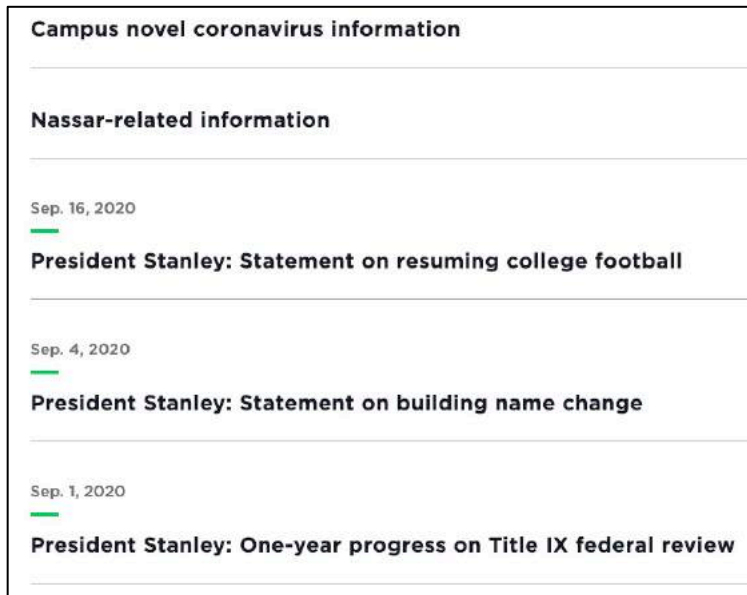 Campus novel coronavirus information
Nassar-related information
Sep. 16, 2020
President Stanley: Statement on resuming college football
Sep. 4, 2020
President Stanley: Statement on building name change
Sep. 1, 2020
President Stanley: One-year progress on Title IX federal review